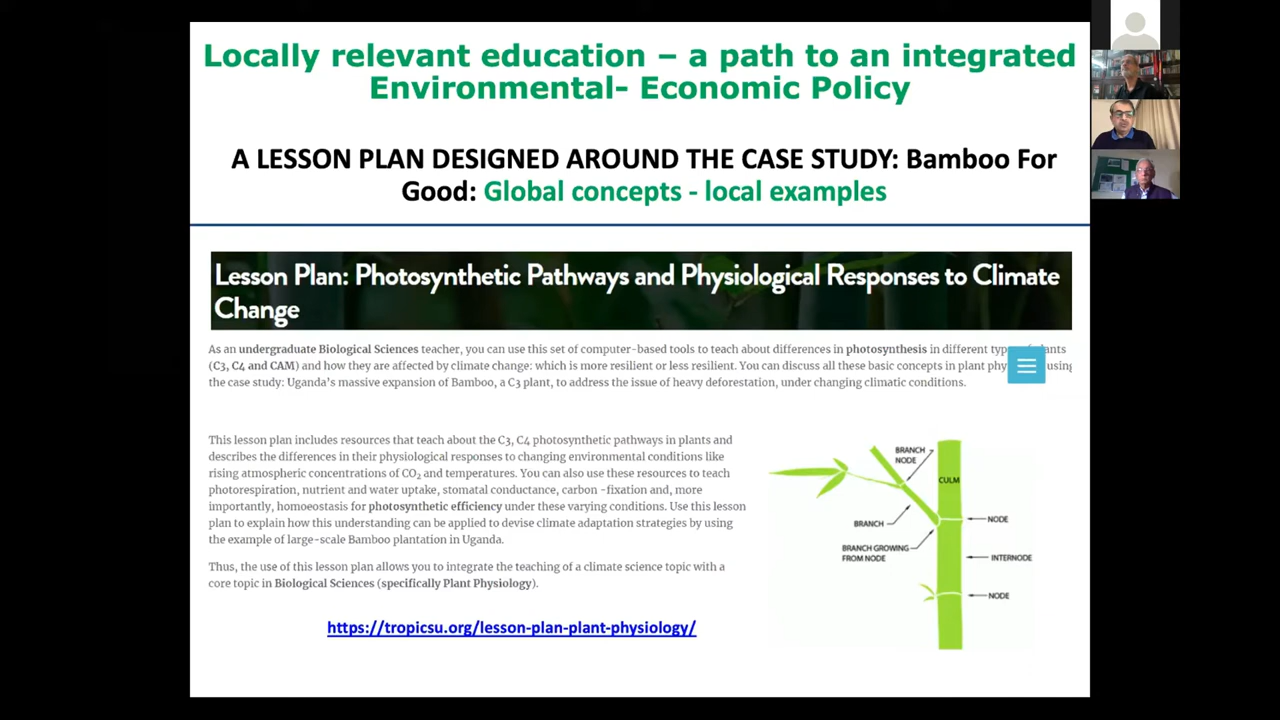 Locally relevant education – a path to an integrated
Environmental- Economic Policy
A LESSON PLAN DESIGNED AROUND THE CASE STUDY: Bamboo For
Good: Global concepts - local examples
Lesson Plan: Photosynthetic Pathways and Physiological Responses to Climate
Change
As an undergraduate Biological Sciences teacher, you can use this set of computer-based tools to teach about differences in photosynthesis in different
(C3, C4 and CAM) and how they are affected by climate change: which is more resilient or less resilient. You can discuss all these basic concepts in plant using
the case study: Uganda's massive expansion of Bamboo, a C3 plant, to address the issue of heavy deforestation, under changing climatic conditions.
This lesson plan includes resources that teach about the C3, C4 photosynthetic pathways in plants and
describes the differences in their physiological responses to changing environmental conditions like
rising atmospheric concentrations of CO₂ and temperatures. You can also use these resources to teach
photorespiration, nutrient and water uptake, stomatal conductance, carbon -fixation and, more
importantly, homoeostasis for photosynthetic efficiency under these varying conditions. Use this lesson
plan to explain how this understanding can be applied to devise climate adaptation strategies by using
the example of large-scale Bamboo plantation in Uganda.
Thus, the use of this lesson plan allows you to integrate the teaching of a climate science topic with a
core topic in Biological Sciences (specifically Plant Physiology).
https://tropicsu.org/lesson-plan-plant-physiology/
BRANCH
NODE
CULM
BRANCH
NODE
BRANCH GROWING
FROM NODE
INTERNODE
NODE